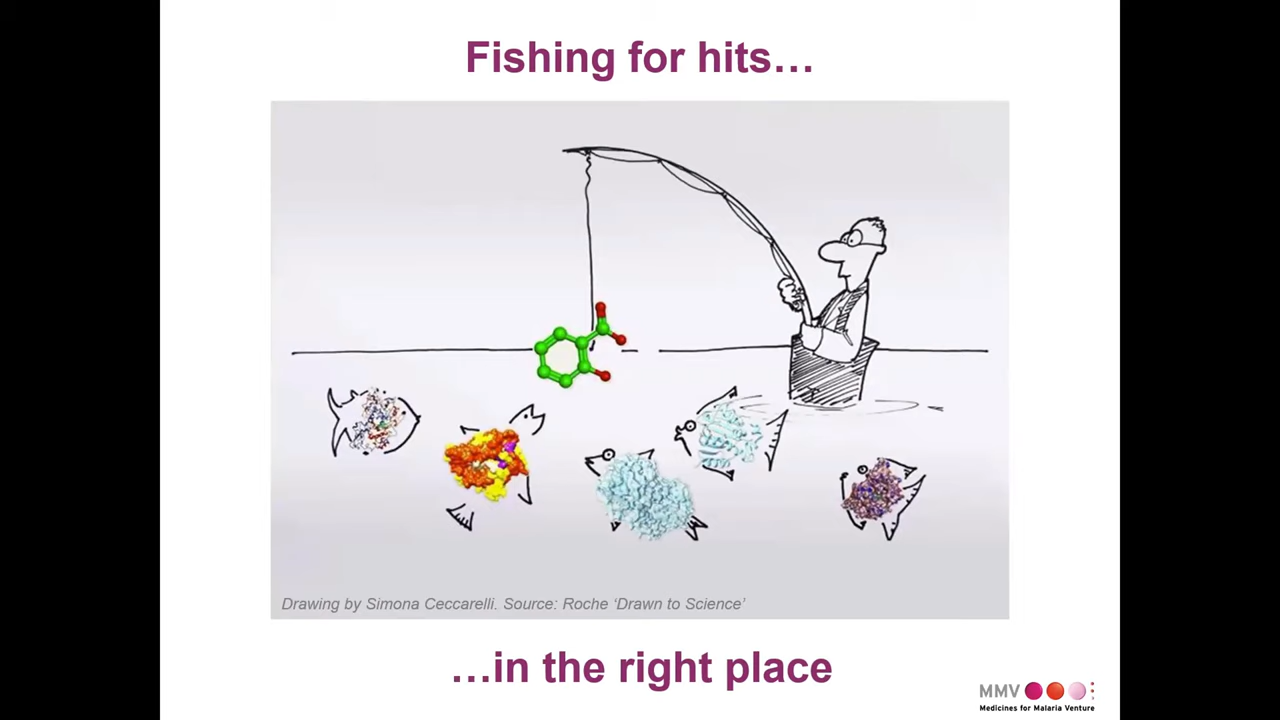 Fishing for hits…
Drawing by Simona Ceccarelli. Source: Roche ‘Drawn to Science’
…in the right place
MMV
Medicines for Malaria Venture